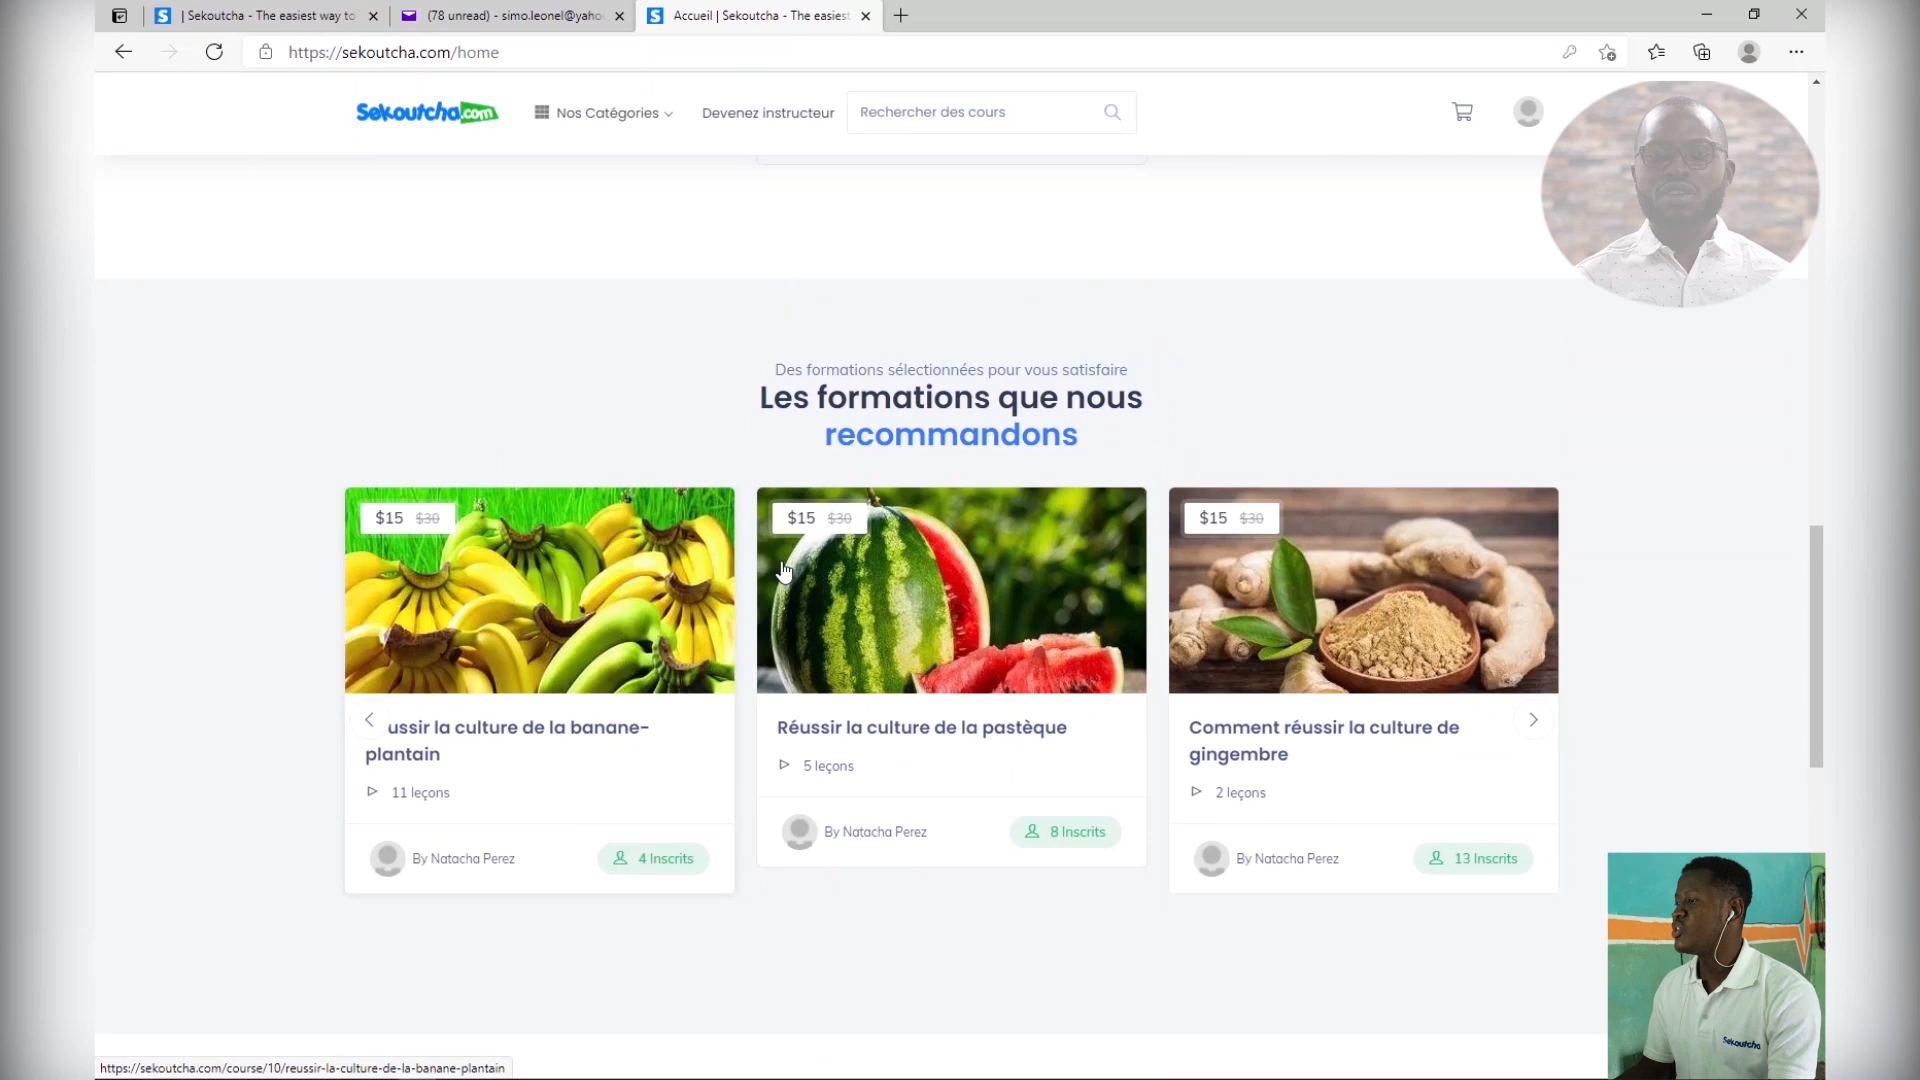 | Sekoutcha - The easiest way to
(78 unread) - simo.leonel@yaho
Accueil | Sekoutcha - The easiest
https://sekoutcha.com/home
Sekoutcha.com
Nos Catégories
Devenez instructeur
Rechercher des cours
Des formations sélectionnées pour vous satisfaire
Les formations que nous
recommandons
$15 $30
$15 $30
$15 $30
ussir la culture de la banane-
plantain
11 leçons
By Natacha Perez
4 Inscrits
Réussir la culture de la pastèque
5 leçons
By Natacha Perez
8 Inscrits
Comment réussir la culture de
gingembre
2 leçons
By Natacha Perez
13 Inscrits
Sekoutcha
https://sekoutcha.com/course/10/reussir-la-culture-de-la-banane-plantain